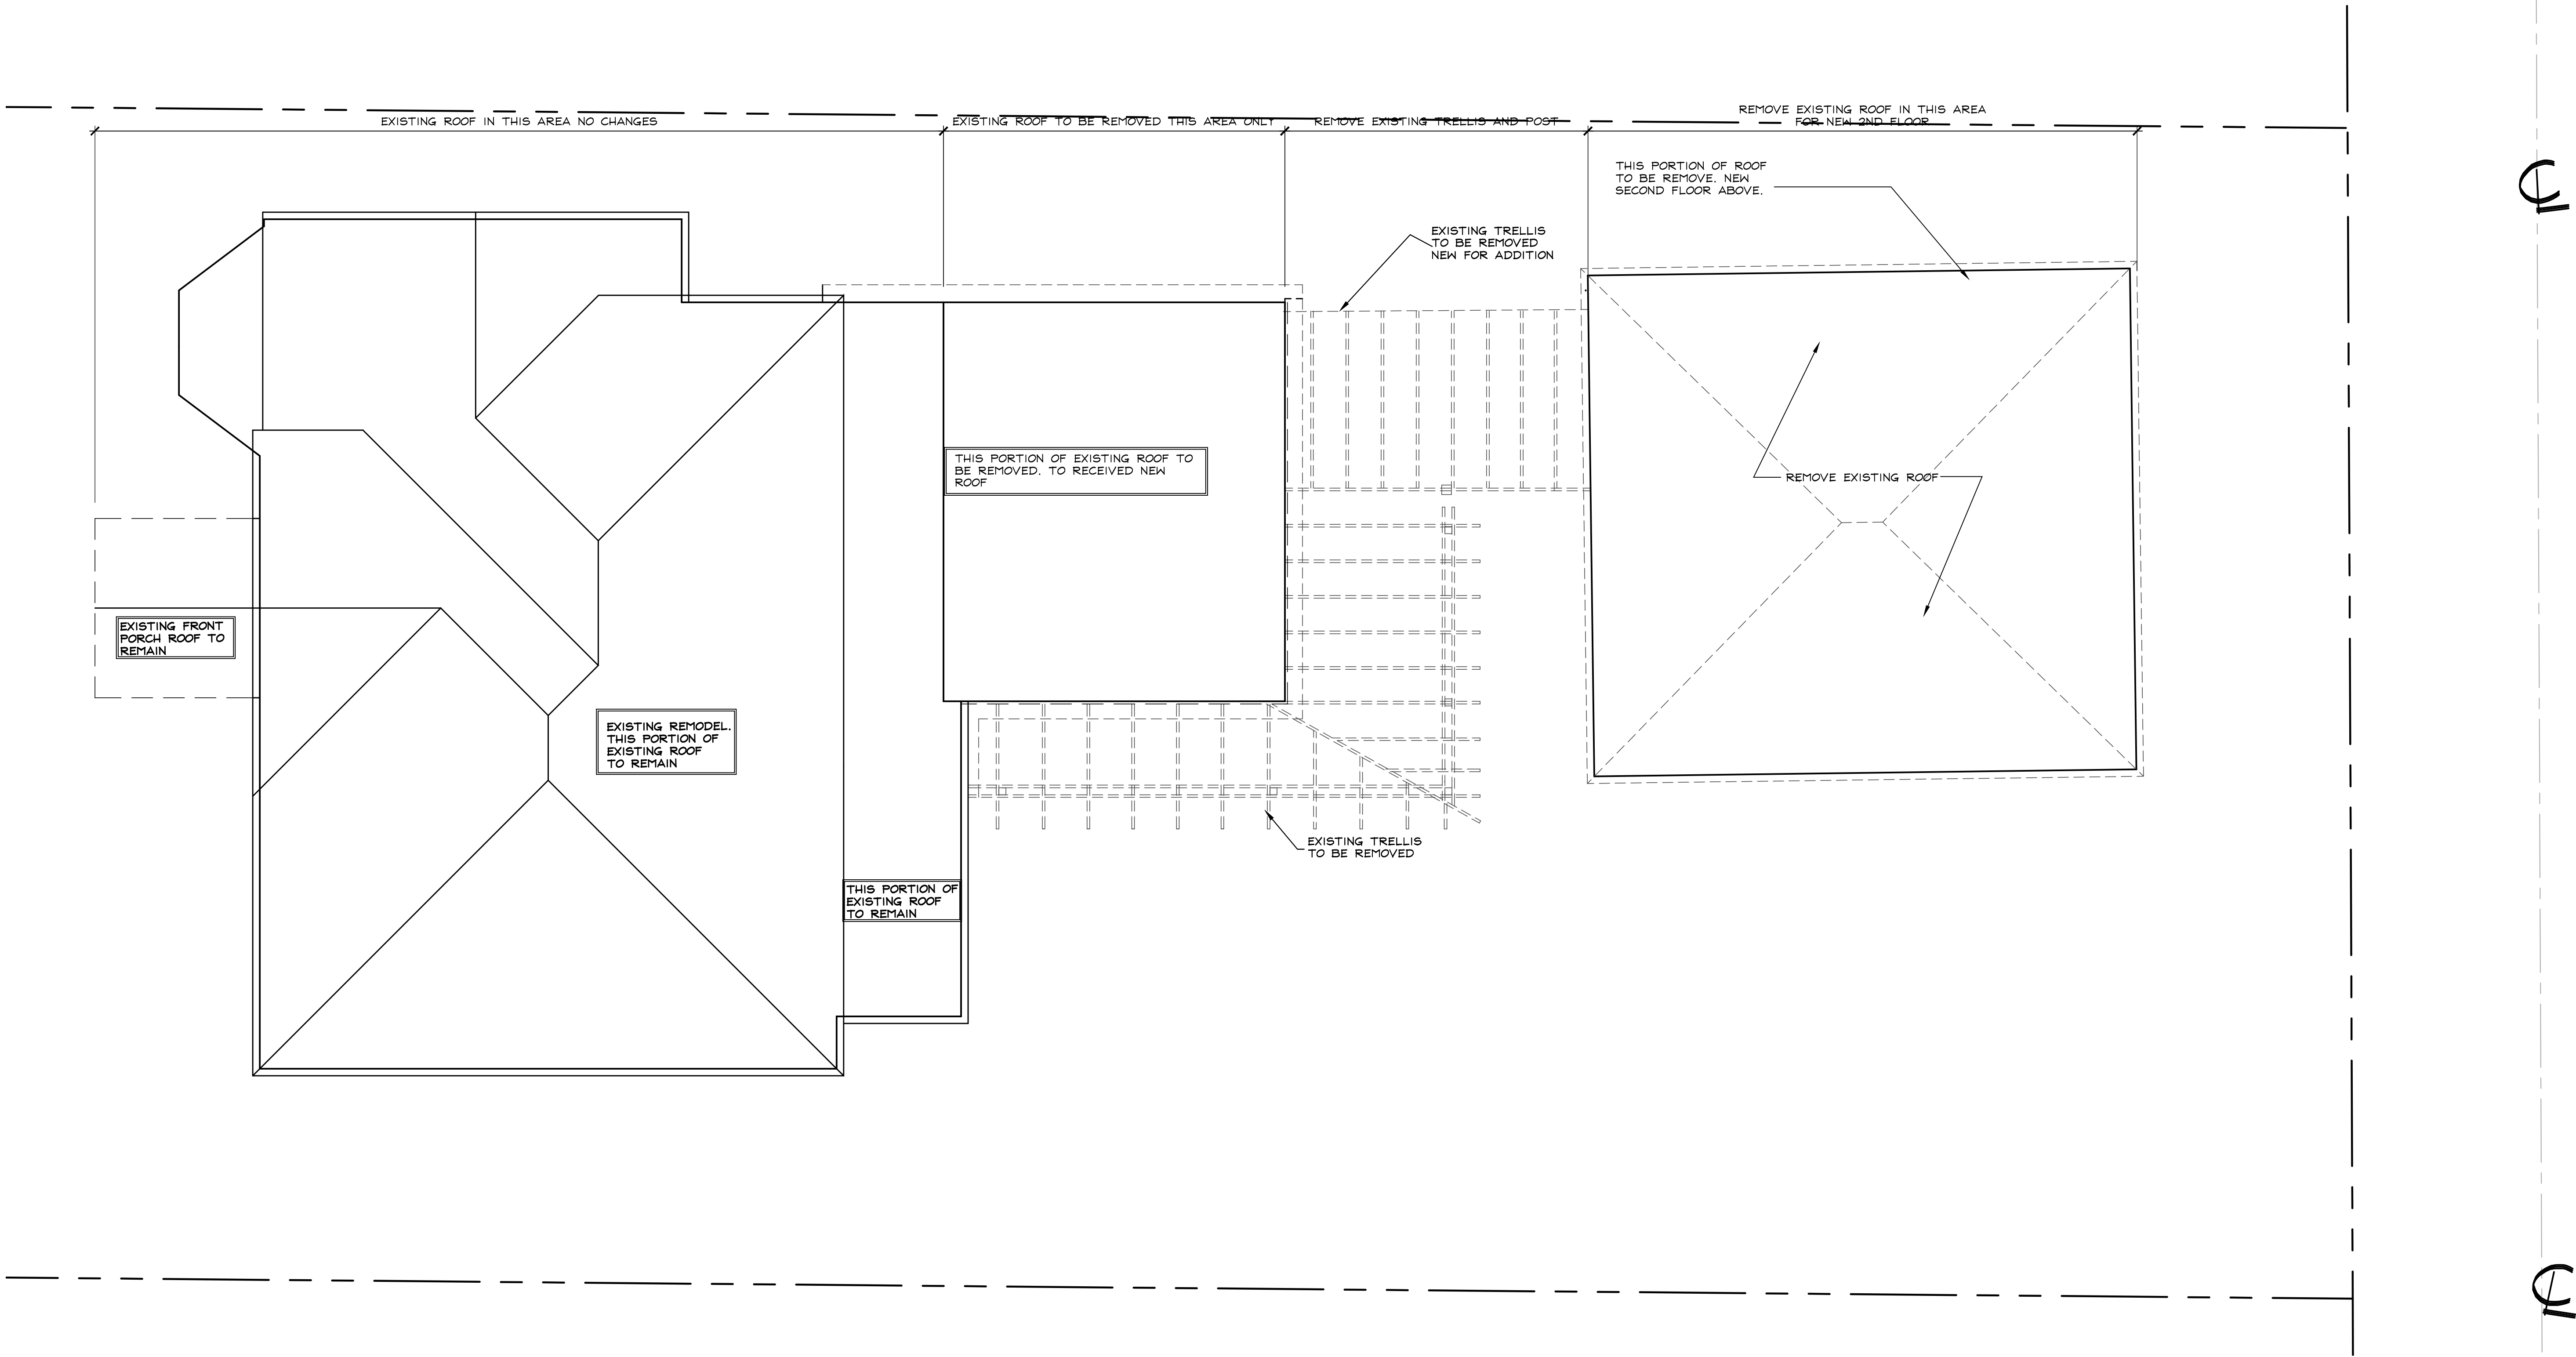 EXISTING ROOF IN THIS AREA NO CHANGES
EXISTING ROOF TO BE REMOVED THIS AREA ONLY
REMOVE EXISTING TRELLIS AND POST
REMOVE EXISTING ROOF IN THIS AREA
FOR NEW 2ND FLOOR
THIS PORTION OF ROOF
TO BE REMOVE. NEW
SECOND FLOOR ABOVE.
EXISTING TRELLIS
TO BE REMOVED
NEW FOR ADDITION
THIS PORTION OF EXISTING ROOF TO
BE REMOVED. TO RECEIVED NEW
ROOF
REMOVE EXISTING ROOF
EXISTING FRONT
PORCH ROOF TO
REMAIN
EXISTING REMODEL.
THIS PORTION OF
EXISTING ROOF
TO REMAIN
EXISTING TRELLIS
TO BE REMOVED
THIS PORTION OF
EXISTING ROOF
TO REMAIN